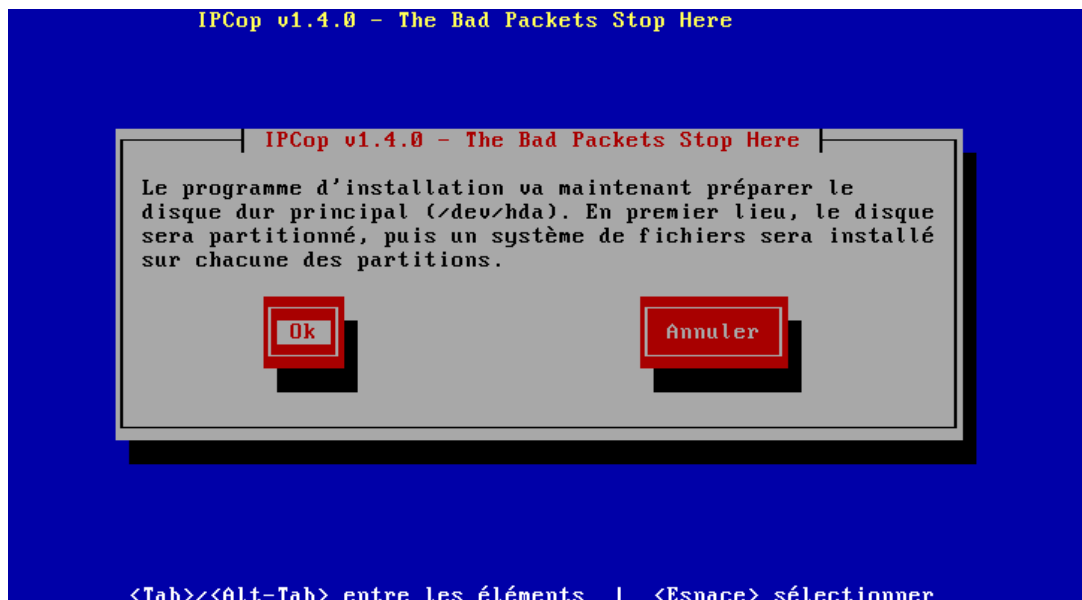 IPCop v1.4.0 - The Bad Packets Stop Here
IPCop v1.4.0 - The Bad Packets Stop Here
Le programme d'installation va maintenant préparer le
disque dur principal (/dev/hda). En premier lieu, le disque
sera partitionné, puis un système de fichiers sera installé
sur chacune des partitions.
Ok Annuler
<Tab>/<Alt-Tab> entre les éléments | <Espace> sélectionner